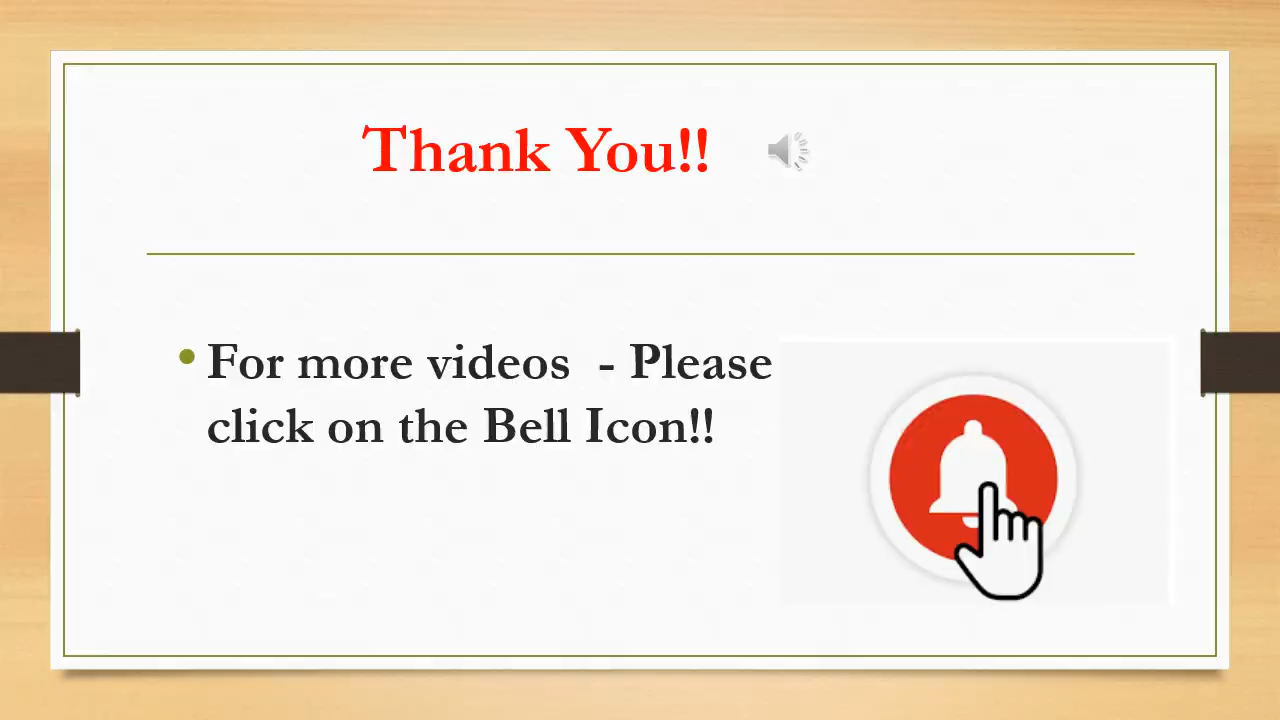 Thank You!!
• For more videos  - Please
click on the Bell Icon!!